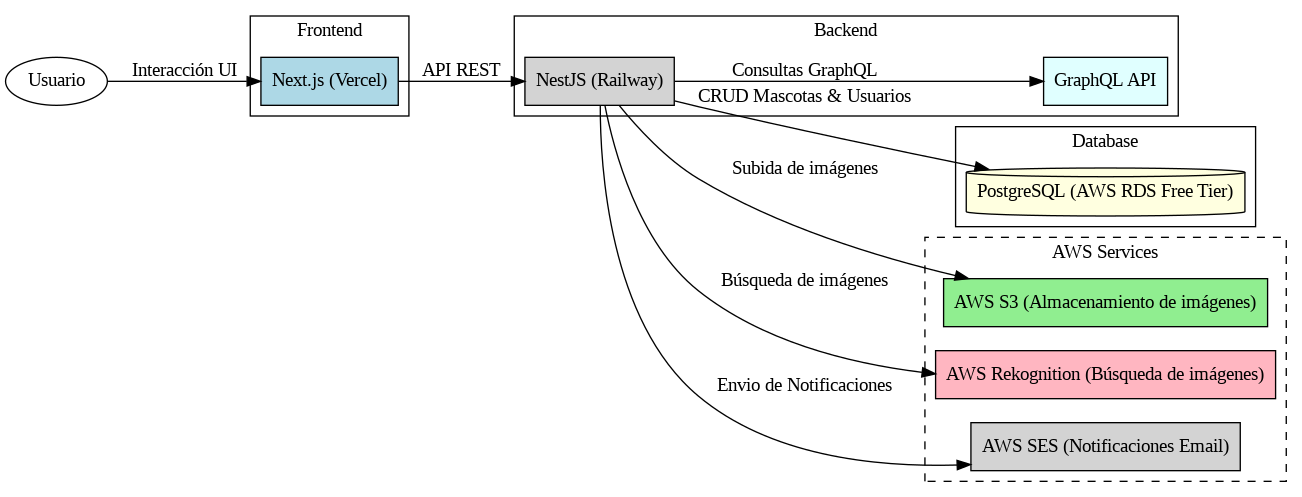 Frontend
Backend
Usuario
Interacción UI
Next.js (Vercel)
API REST
NestJS (Railway)
Consultas GraphQL
GraphQL API
CRUD Mascotas & Usuarios
Database
Subida de imágenes
PostgreSQL (AWS RDS Free Tier)
AWS Services
Búsqueda de imágenes
AWS S3 (Almacenamiento de imágenes)
AWS Rekognition (Búsqueda de imágenes)
Envio de Notificaciones
AWS SES (Notificaciones Email)